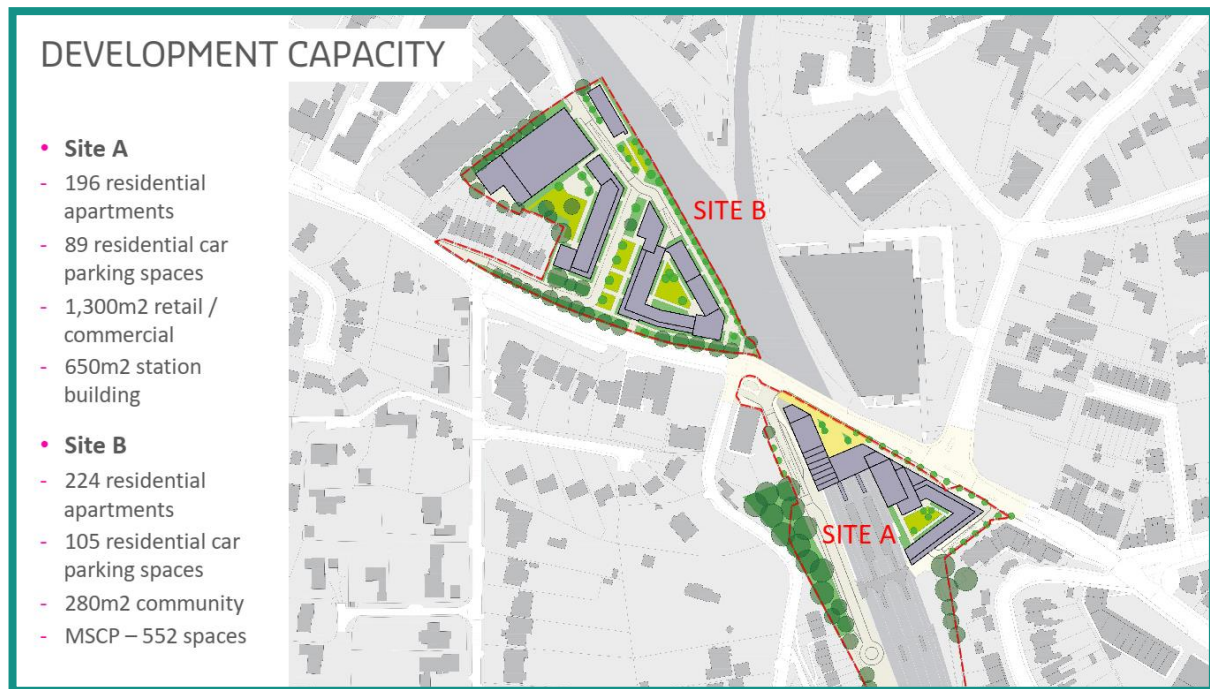 DEVELOPMENT CAPACITY
• Site A
- 196 residential
apartments
- 89 residential car
parking spaces
- 1,300m2 retail /
commercial
- 650m2 station
building
• Site B
- 224 residential
apartments
- 105 residential car
parking spaces
- 280m2 community
- MSCP – 552 spaces
SITE B
SITE A